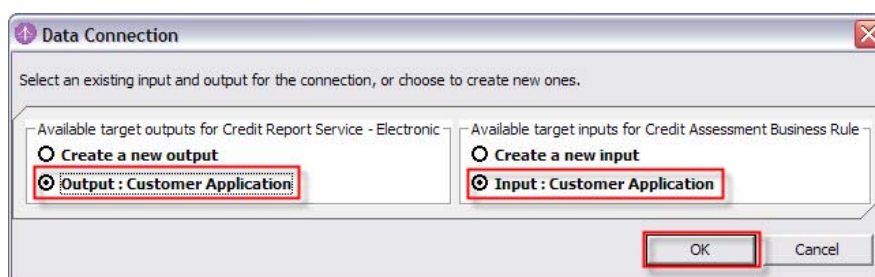 Data Connection
Select an existing input and output for the connection, or choose to create new ones.
Available target outputs for Credit Report Service - Electronic
Create a new output
Output : Customer Application
Available target inputs for Credit Assessment Business Rule
Create a new input
Input : Customer Application
OK
Cancel